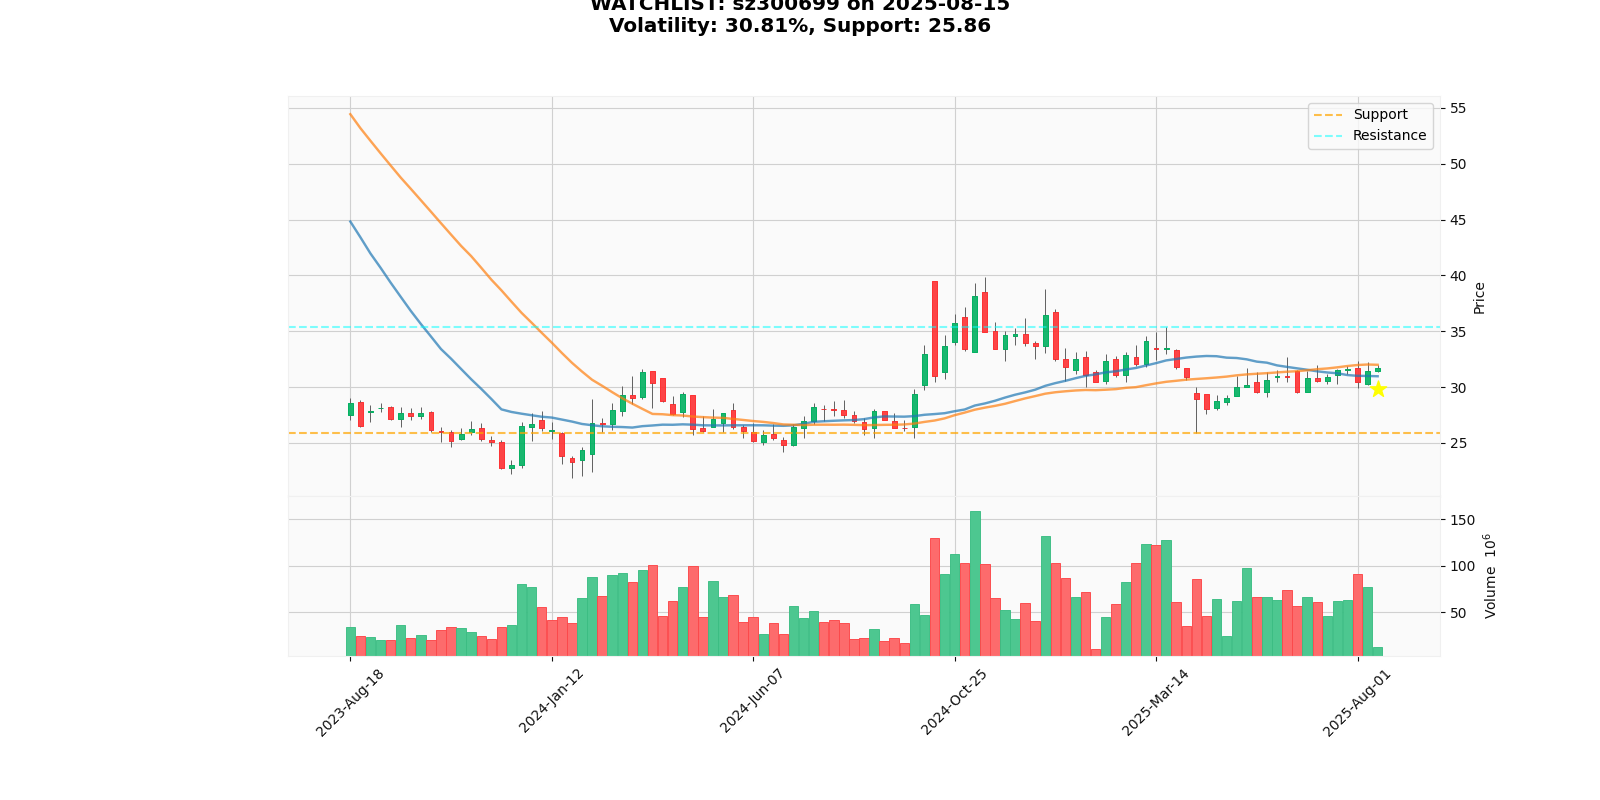 WATCHLIST: sz300699 on 2025-08-15
Volatility: 30.81%, Support: 25.86
Support
Resistance
55
50
45
40
35
30
25
Price
150
100
50
Volume 10^6
2023-Aug-18
2024-Jan-12
2024-Jun-07
2024-Oct-25
2025-Mar-14
2025-Aug-01